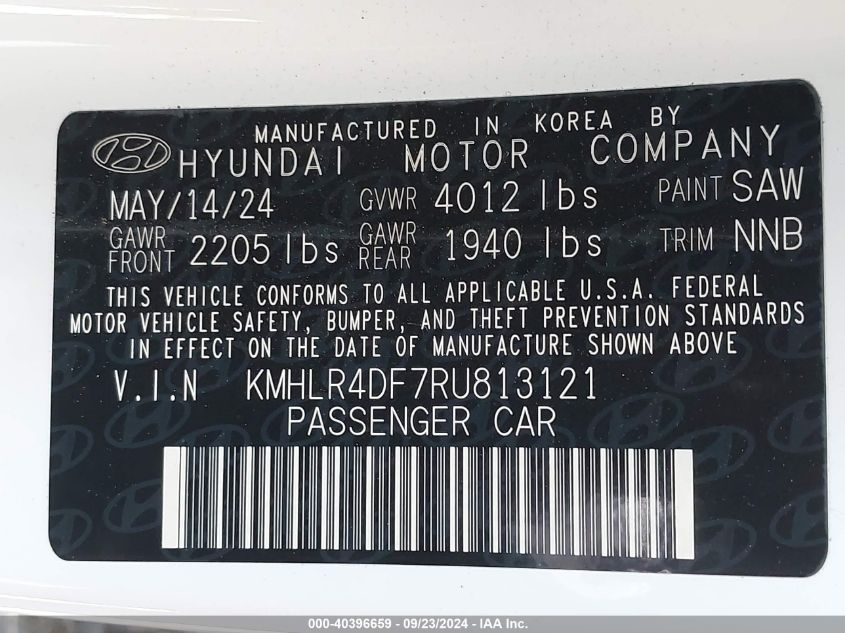 MANUFACTURED IN KOREA BY
HYUNDAI MOTOR COMPANY
MAY/14/24 GVWR 4012 lbs PAINT SAW
GAWR FRONT 2205 lbs GAWR REAR 1940 lbs TRIM NNB
THIS VEHICLE CONFORMS TO ALL APPLICABLE U.S.A. FEDERAL
MOTOR VEHICLE SAFETY, BUMPER, AND THEFT PREVENTION STANDARDS
IN EFFECT ON THE DATE OF MANUFACTURE SHOWN ABOVE
V.I.N KMHLR4DF7RU813121
PASSENGER CAR
000-40396659 - 09/23/2024 - IAA Inc.